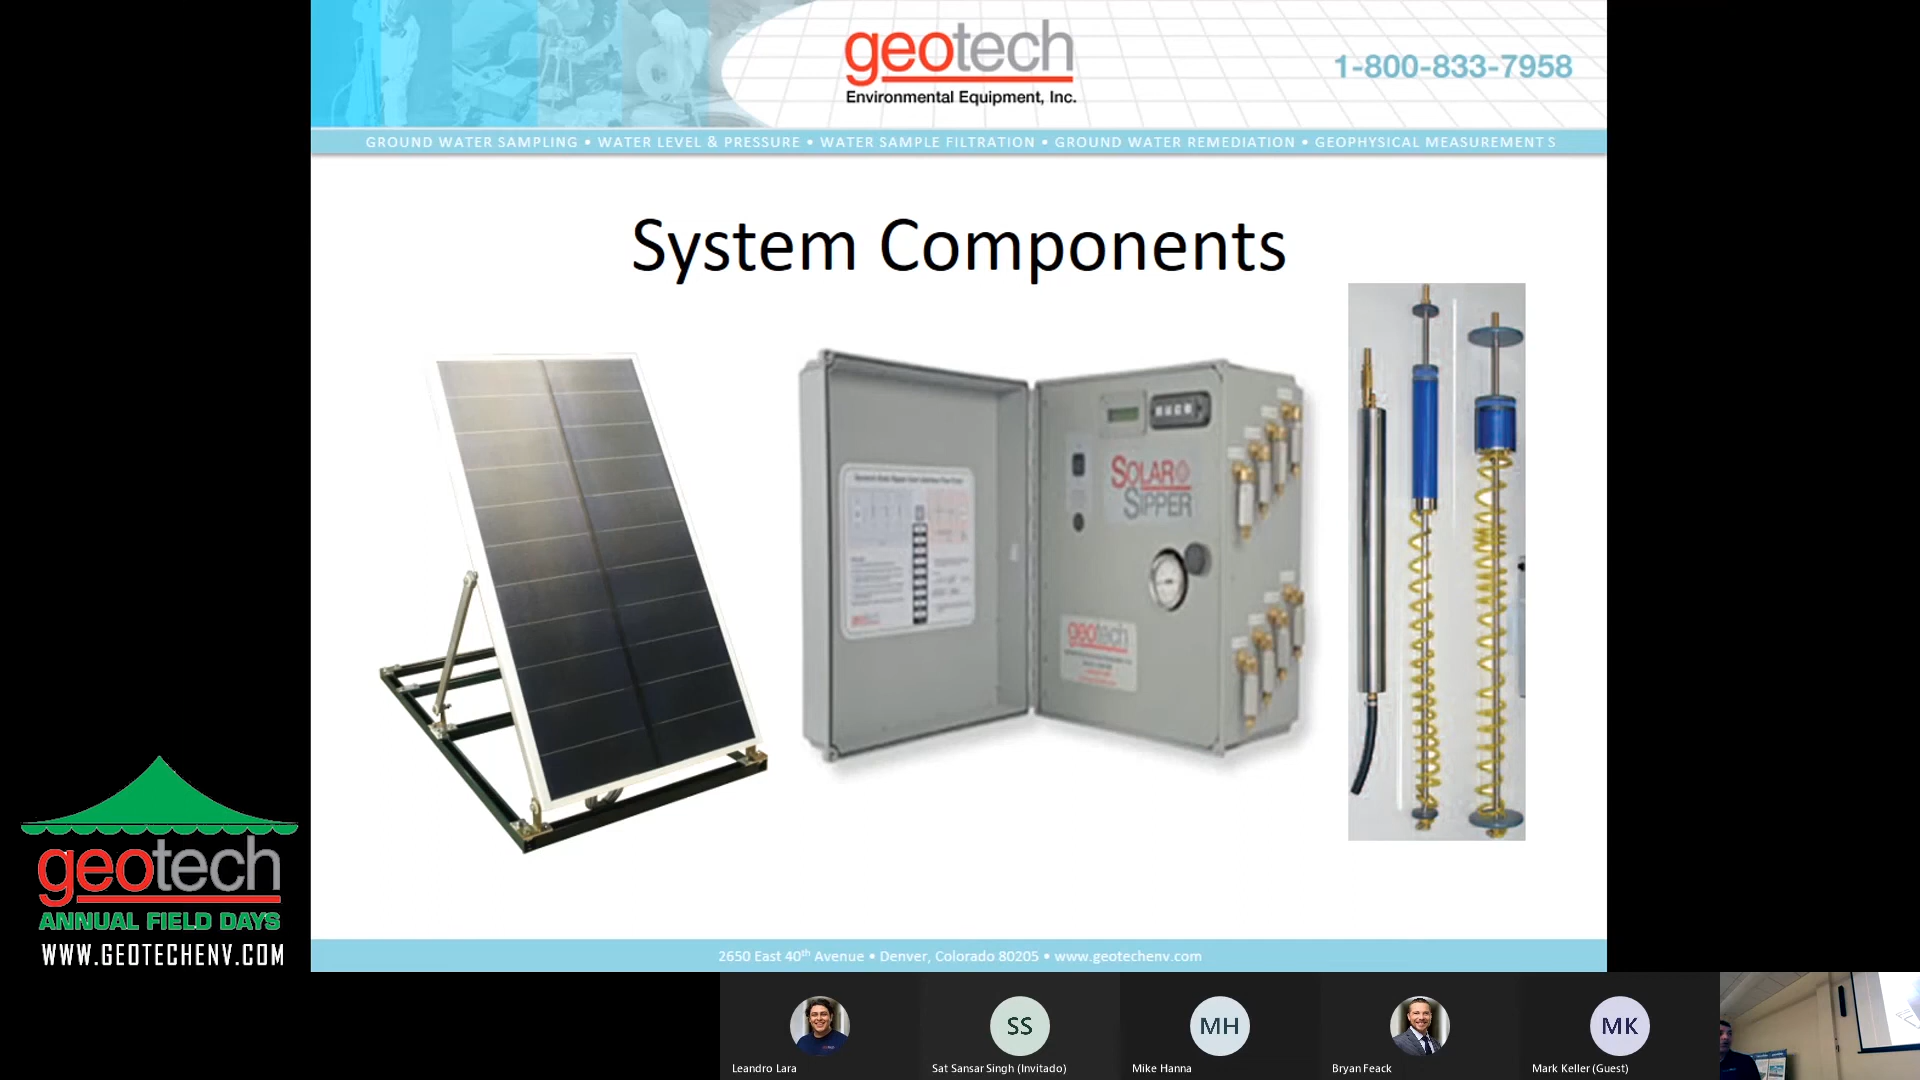 geotech
Environmental Equipment, Inc.
1-800-833-7958
GROUND WATER SAMPLING • WATER LEVEL & PRESSURE • WATER SAMPLE FILTRATION • GROUND WATER REMEDIATION • GEOPHYSICAL MEASUREMENTS
System Components
SOLAR
SIPPER
geotech
geotech
ANNUAL FIELD DAYS
WWW.GEOTECHENV.COM
2650 East 40th Avenue • Denver, Colorado 80205 • www.geotechenv.com
SS
MH
MK
Leandro Lara
Sat Sansar Singh (Invitado)
Mike Hanna
Bryan Feack
Mark Keller (Guest)